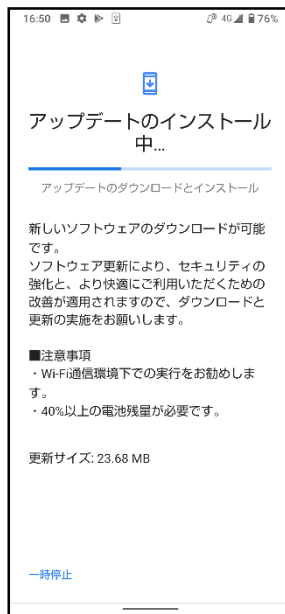 16:50 4G 76%
アップデートのインストール
中...
アップデートのダウンロードとインストール
新しいソフトウェアのダウンロードが可能
です。
ソフトウェア更新により、セキュリティの
強化と、より快適にご利用いただくための
改善が適用されますので、ダウンロードと
更新の実施をお願いします。
■注意事項
・Wi-Fi通信環境下での実行をお勧めしま
す。
・40%以上の電池残量が必要です。
更新サイズ: 23.68 MB
一時停止